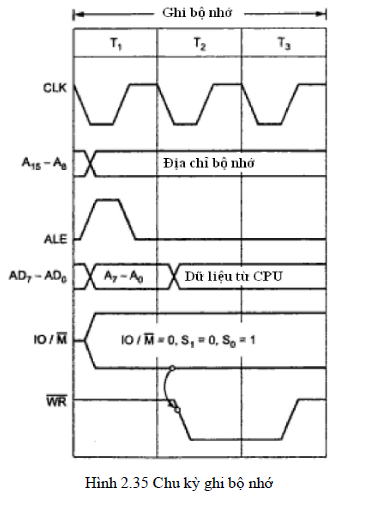 Ghi bộ nhớ
T1 T2 T3
CLK
A15 – A8 Địa chỉ bộ nhớ
ALE
AD7 – AD0 A7 – A0 Dữ liệu từ CPU
IO / M̅ IO / M̅ = 0, S1 = 0, S0 = 1
W̅R̅
Hình 2.35 Chu kỳ ghi bộ nhớ